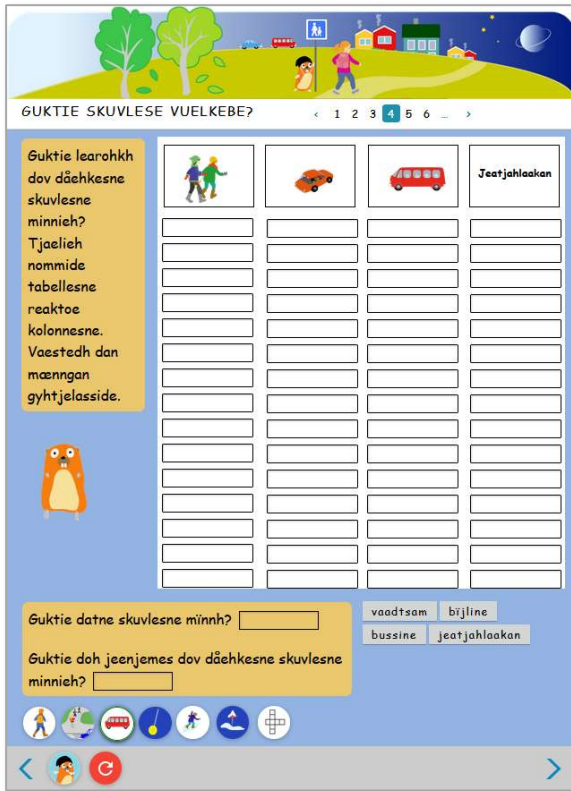 GUKTIE SKUVLESE VUELKEBE?
‹ 1 2 3 4 5 6 … ›
Guktie learohkh
dov dåehkesne
skuvlesne
minnieh?
Tjaelieh
nommide
tabellesne
reaktoe
kolonnesne.
Vaestedh dan
mænngan
gyhtjelasside.
Jeatjahlaakan
Guktie datne skuvlesne mïnnh?
Guktie doh jeenjemes dov dåehkesne skuvlesne
minnieh?
vaadtsam bïjline
bussine jeatjahlaakan